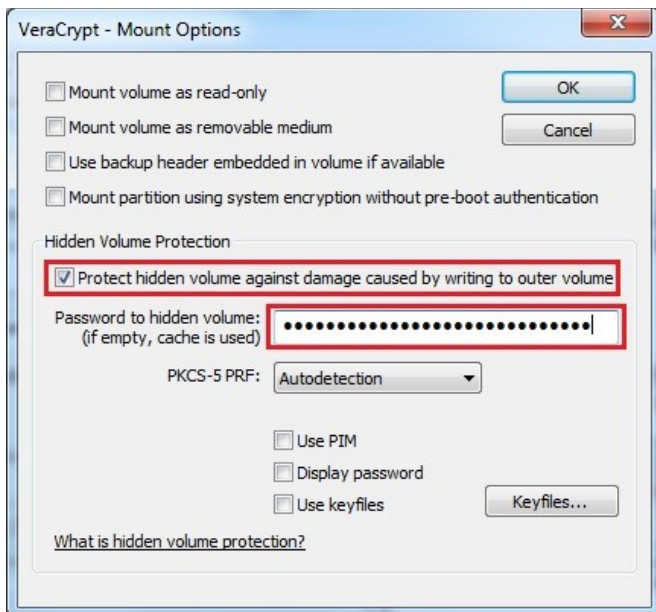 VeraCrypt - Mount Options
Mount volume as read-only
OK
Mount volume as removable medium
Cancel
Use backup header embedded in volume if available
Mount partition using system encryption without pre-boot authentication
Hidden Volume Protection
Protect hidden volume against damage caused by writing to outer volume
Password to hidden volume:
(if empty, cache is used)
PKCS-5 PRF:
Autodetection
Use PIM
Display password
Use keyfiles
Keyfiles...
What is hidden volume protection?